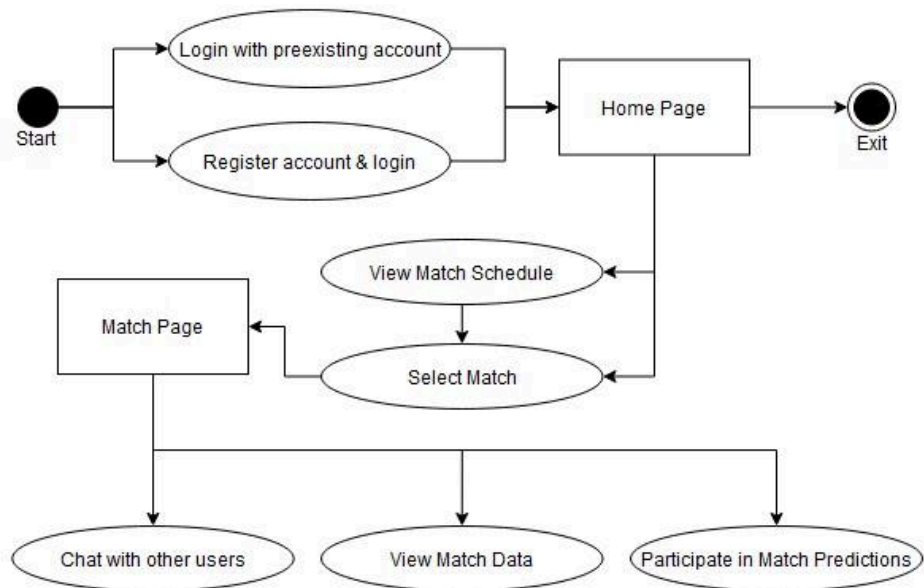 Login with preexisting account
Start
Register account & login
Home Page
Exit
View Match Schedule
Match Page
Select Match
Chat with other users
View Match Data
Participate in Match Predictions